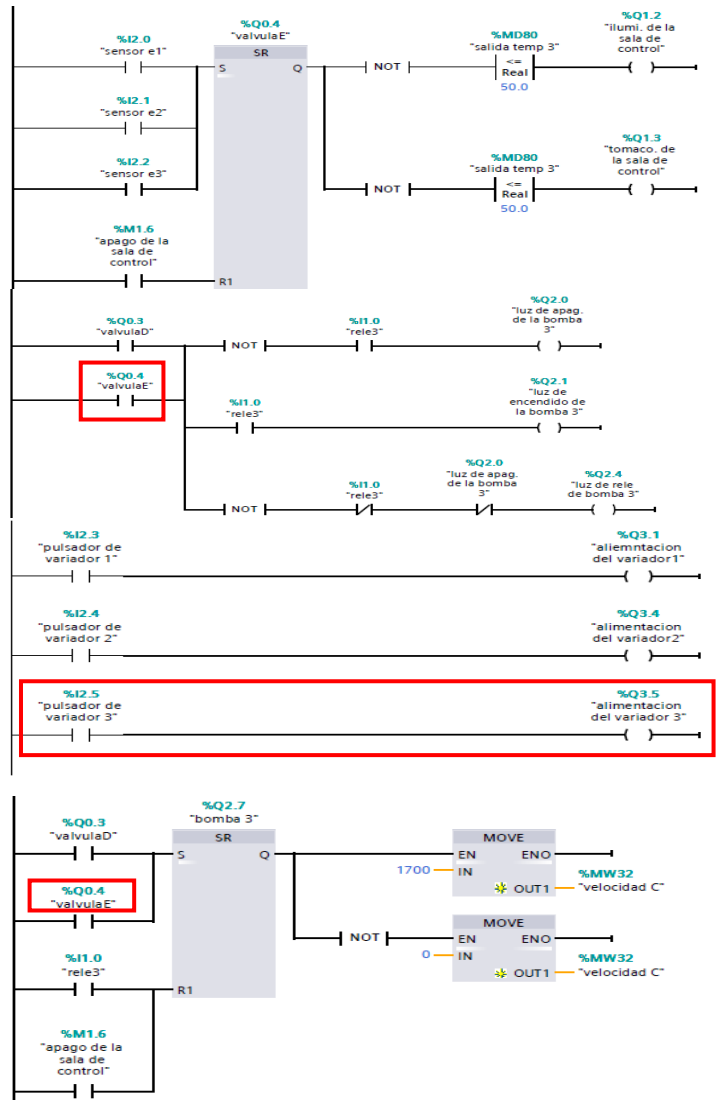 %I2.0
"sensor e1"
%Q0.4
"valvulaE"
SR
S
Q
NOT
%MD80
"salida temp 3"
<=
Real
50.0
%Q1.2
"ilumi. de la
sala de
control"
%I2.1
"sensor e2"
%I2.2
"sensor e3"
NOT
%MD80
"salida temp 3"
<=
Real
50.0
%Q1.3
"tomaco. de
la sala de
control"
%M1.6
"apago de la
sala de
control"
R1
%Q0.3
"valvulaD"
NOT
%I1.0
"rele3"
%Q2.0
"luz de apag.
de la bomba
3"
%Q0.4
"valvulaE"
%I1.0
"rele3"
%Q2.1
"luz de
encendido de
la bomba 3"
NOT
%I1.0
"rele3"
%Q2.0
"luz de apag.
de la bomba
3"
%Q2.4
"luz de rele
de bomba 3"
%I2.3
"pulsador de
variador 1"
%Q3.1
"aliemntacion
del variador1"
%I2.4
"pulsador de
variador 2"
%Q3.4
"alimentacion
del variador2"
%I2.5
"pulsador de
variador 3"
%Q3.5
"alimentacion
del variador 3"
%Q0.3
"valvulaD"
%Q2.7
"bomba 3"
SR
S
Q
MOVE
EN
ENO
1700
IN
OUT1
%MW32
"velocidad C"
%Q0.4
"valvulaE"
NOT
MOVE
EN
ENO
0
IN
OUT1
%MW32
"velocidad C"
%I1.0
"rele3"
R1
%M1.6
"apago de la
sala de
control"